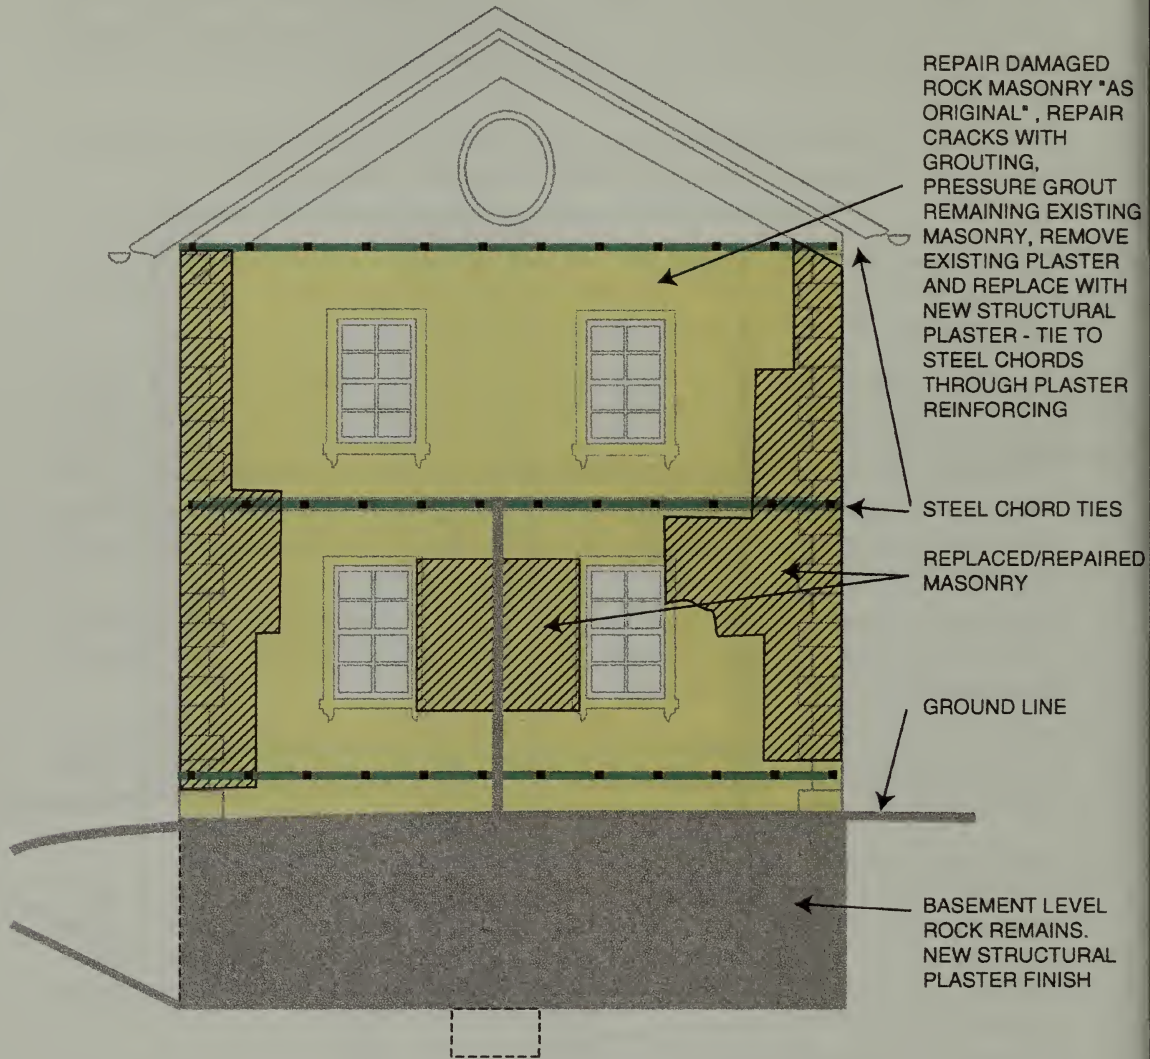 REPAIR DAMAGED
ROCK MASONRY "AS
ORIGINAL" , REPAIR
CRACKS WITH
GROUTING,
PRESSURE GROUT
REMAINING EXISTING
MASONRY, REMOVE
EXISTING PLASTER
AND REPLACE WITH
NEW STRUCTURAL
PLASTER - TIE TO
STEEL CHORDS
THROUGH PLASTER
REINFORCING
STEEL CHORD TIES
REPLACED/REPAIRED
MASONRY
GROUND LINE
BASEMENT LEVEL
ROCK REMAINS.
NEW STRUCTURAL
PLASTER FINISH